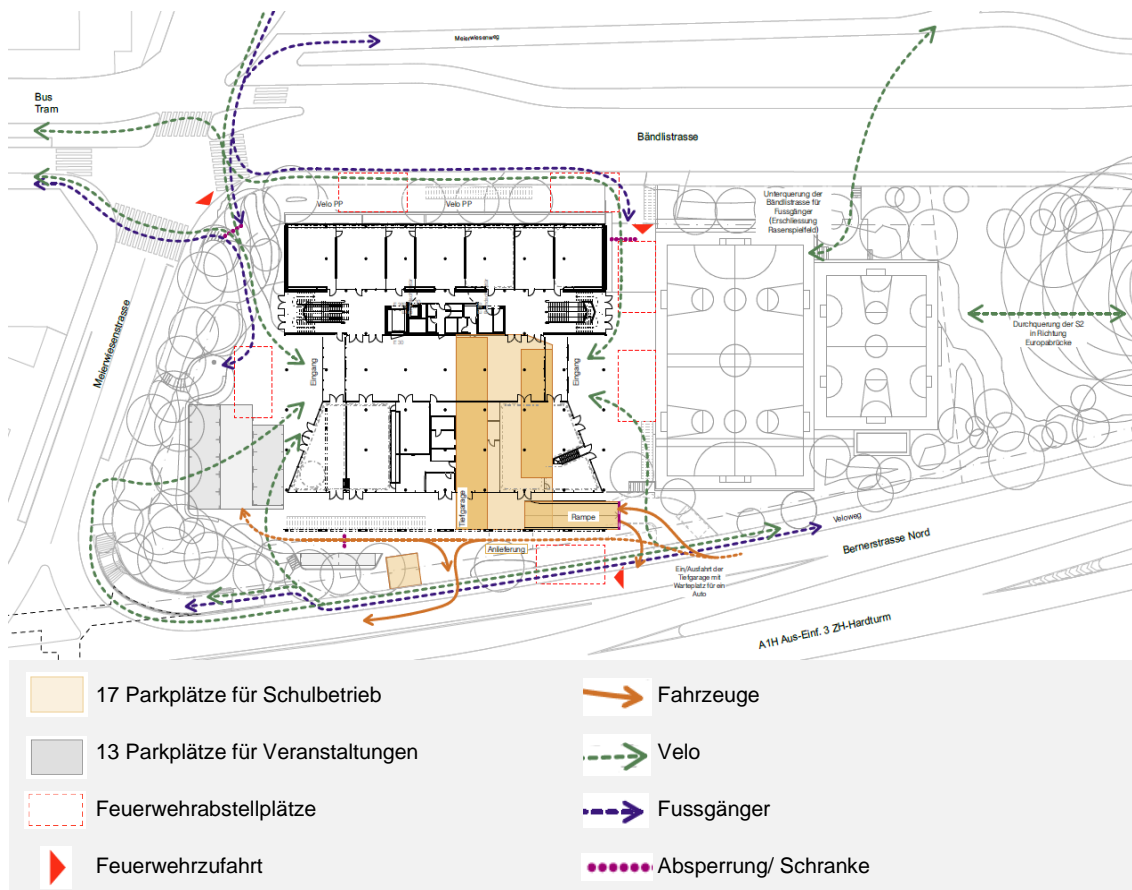 Meierwiesenweg
Bus
Tram
Bändlistrasse
Velo PP
Velo PP
Unterquerung der
Bändlistrasse für
Fussgänger
(Erschliessung
Rasenspielfeld)
Durchquerung der S2
in Richtung
Europabrücke
Meierwiesenstrasse
Eingang
Eingang
Tiefgarage
Rampe
Anlieferung
Veloweg
Bernerstrasse Nord
Ein/Ausfahrt der
Tiefgarage mit
Warteplatz für ein
Auto
A1H Aus-Einf. 3 ZH-Hardturm
17 Parkplätze für Schulbetrieb
Fahrzeuge
13 Parkplätze für Veranstaltungen
Velo
Feuerwehrabstellplätze
Fussgänger
Feuerwehrzufahrt
Absperrung/ Schranke